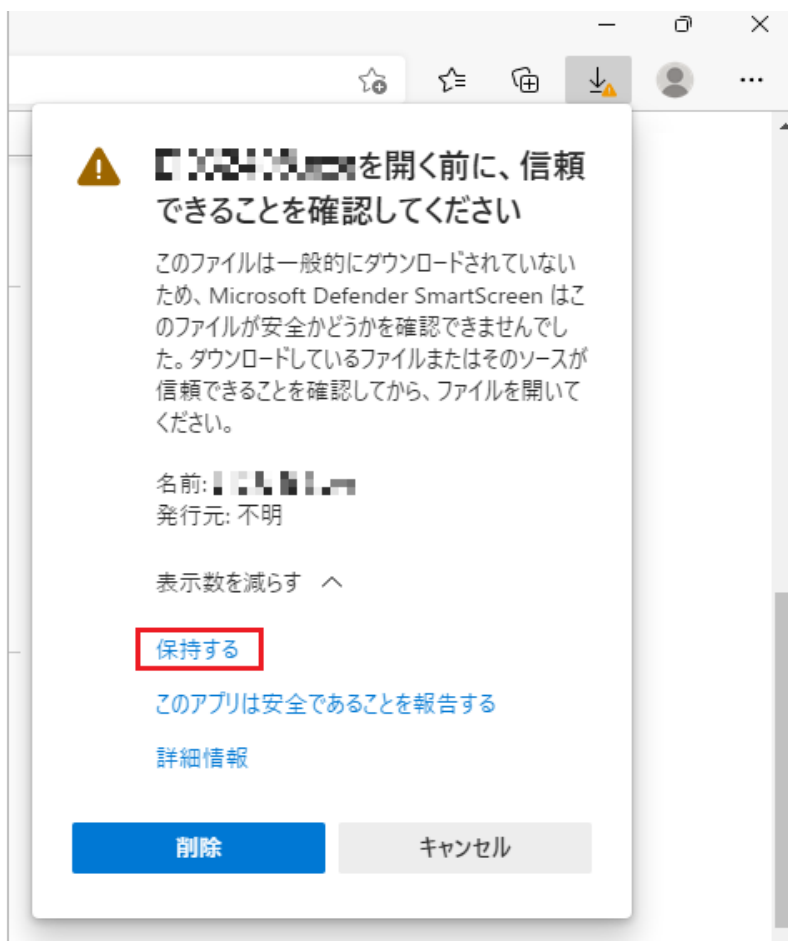 を開く前に、信頼
できることを確認してください
このファイルは一般的にダウンロードされていない
ため、Microsoft Defender SmartScreen はこ
のファイルが安全かどうかを確認できませんでし
た。ダウンロードしているファイルまたはそのソースが
信頼できることを確認してから、ファイルを開いて
ください。
名前:
発行元: 不明
表示数を減らす
保持する
このアプリは安全であることを報告する
詳細情報
削除
キャンセル